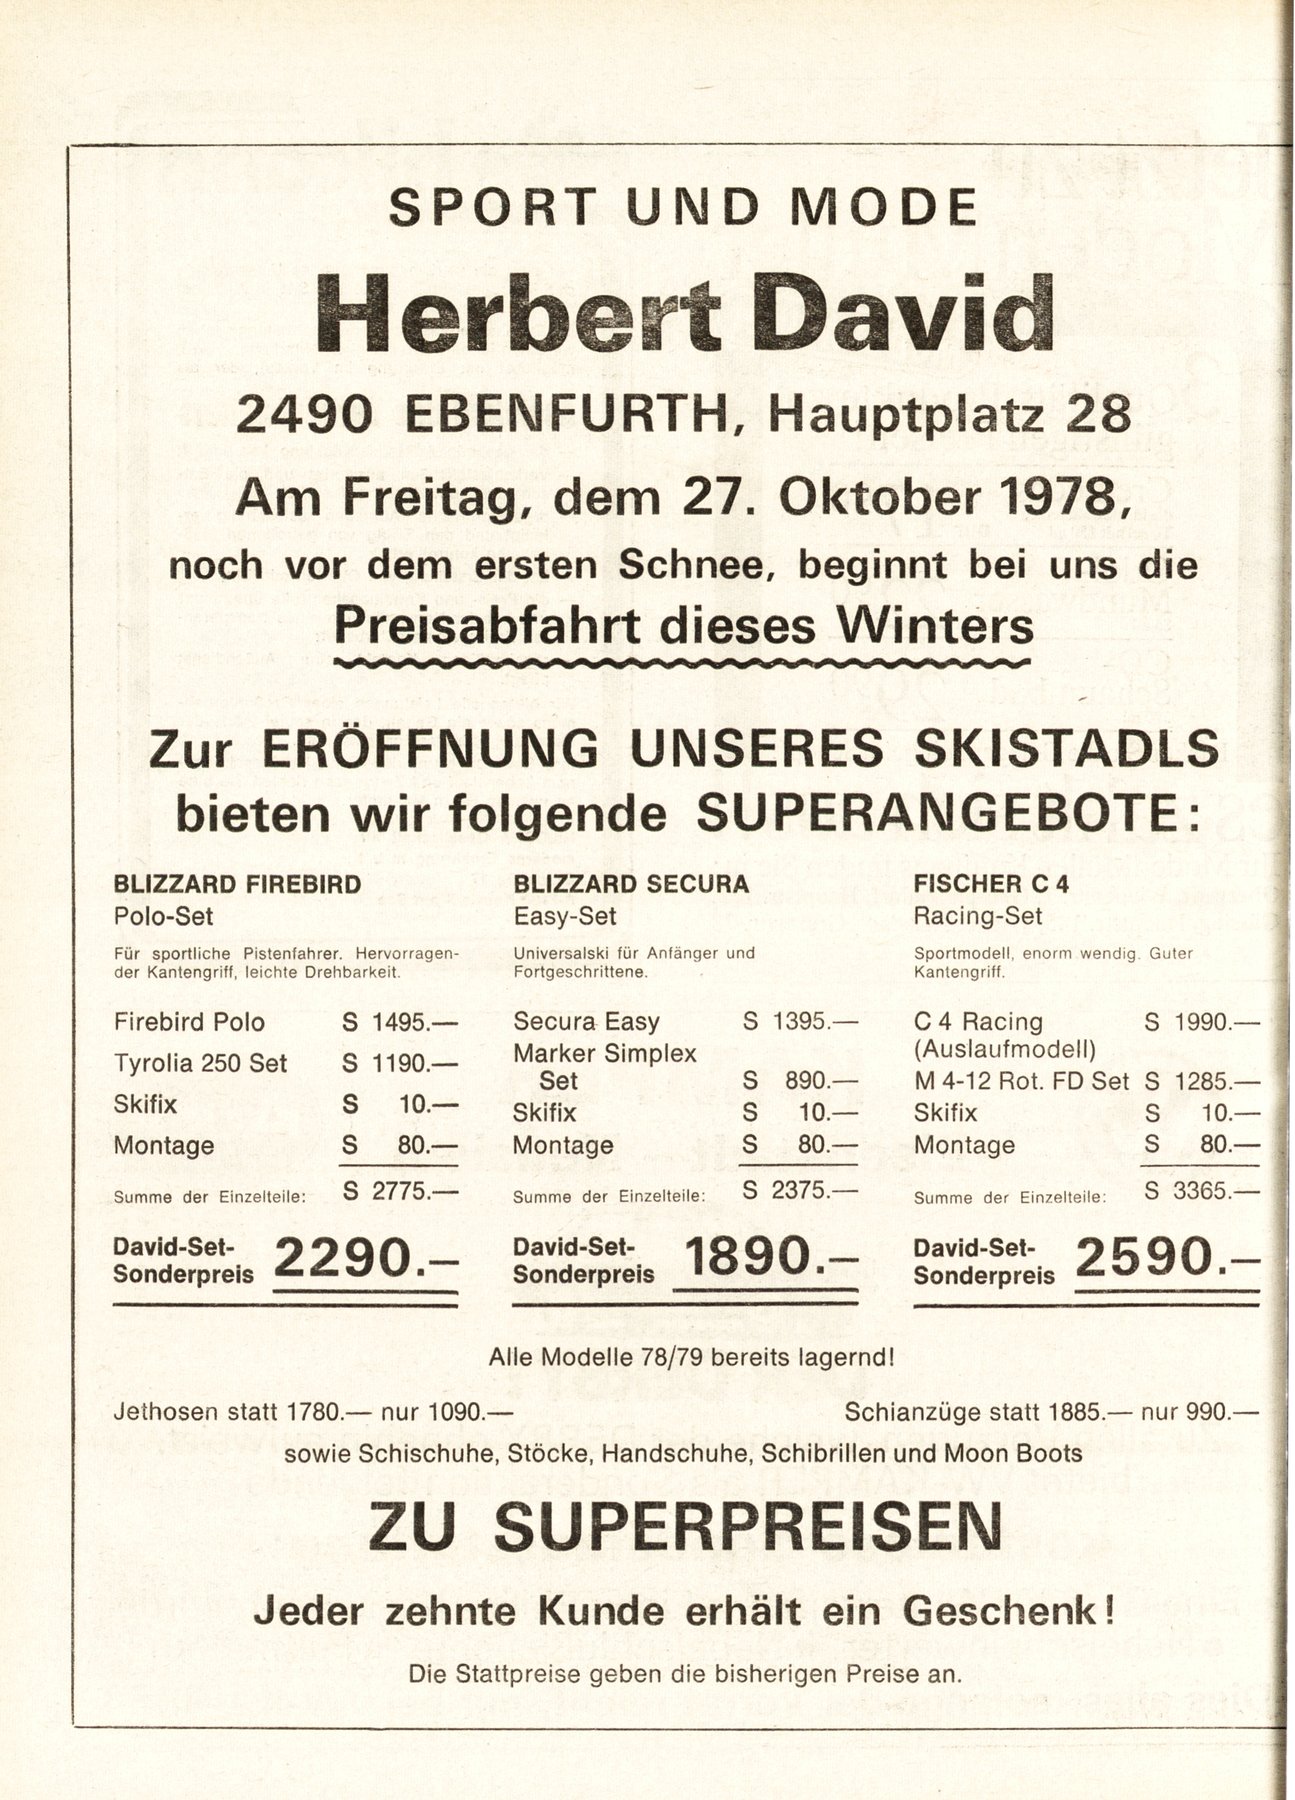 SPORT UND MODE
Herbert David
2490 EBENFURTH, Hauptplatz 28
Am Freitag, dem 27. Oktober 1978,
noch vor dem ersten Schnee, beginnt bei uns die
Preisabfahrt dieses Winters
Zur ERÖFFNUNG UNSERES SKISTADLS
bieten wir folgende SUPERANGEBOTE:
BLIZZARD FIREBIRD
Polo-Set
Für sportliche Pistenfahrer. Hervorragen-
der Kantengriff, leichte Drehbarkeit.
Firebird Polo S 1495.—
Tyrolia 250 Set S 1190.—
Skifix S 10.—
Montage S 80.—
Summe der Einzelteile: S 2775.—
David-Set-
Sonderpreis 2290.—
BLIZZARD SECURA
Easy-Set
Universalski für Anfänger und
Fortgeschrittene.
Secura Easy S 1395.—
Marker Simplex
Set S 890.—
Skifix S 10.—
Montage S 80.—
Summe der Einzelteile: S 2375.—
David-Set-
Sonderpreis 1890.—
FISCHER C 4
Racing-Set
Sportmodell, enorm wendig. Guter
Kantengriff.
C 4 Racing S 1990.—
(Auslaufmodell)
M 4-12 Rot. FD Set S 1285.—
Skifix S 10.—
Montage S 80.—
Summe der Einzelteile: S 3365.—
David-Set-
Sonderpreis 2590.—
Alle Modelle 78/79 bereits lagernd!
Jethosen statt 1780.— nur 1090.— Schianzüge statt 1885.— nur 990.—
sowie Schischuhe, Stöcke, Handschuhe, Schibrillen und Moon Boots
ZU SUPERPREISEN
Jeder zehnte Kunde erhält ein Geschenk!
Die Stattpreise geben die bisherigen Preise an.